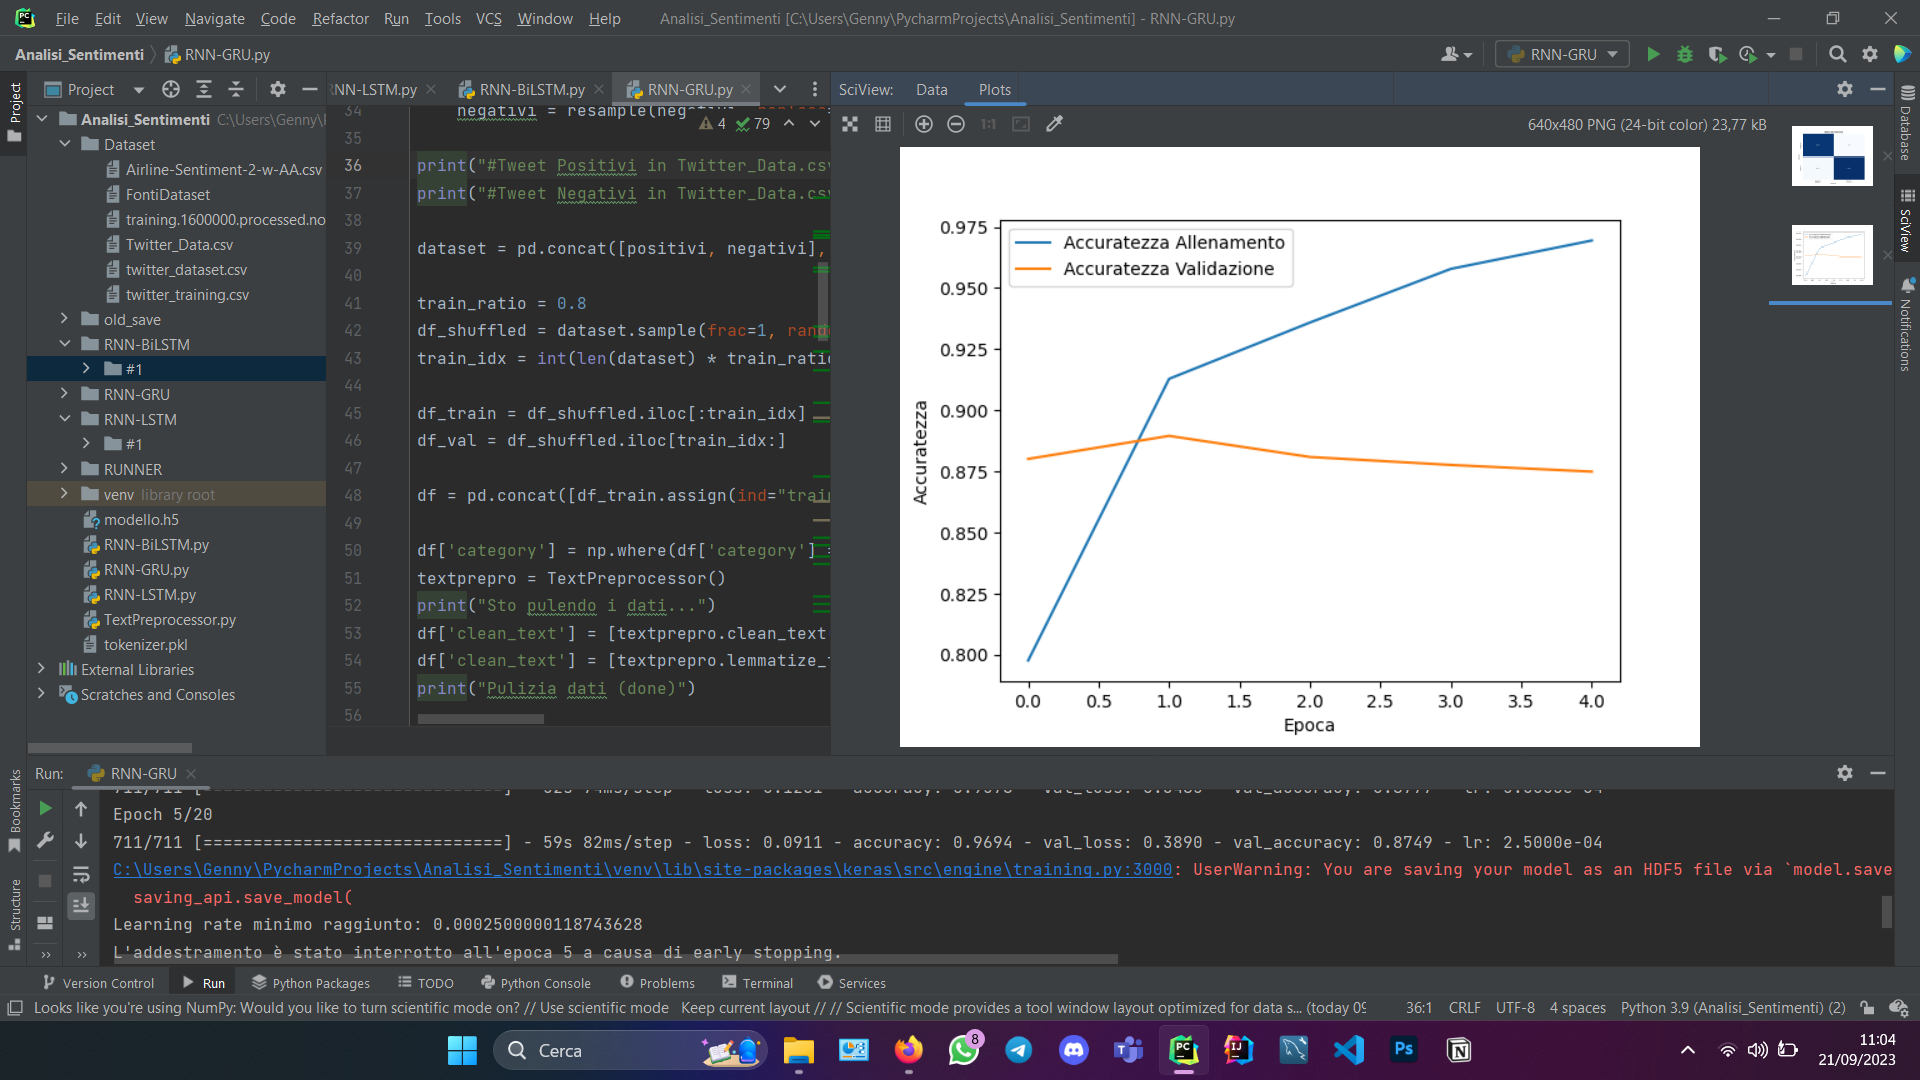 File Edit View Navigate Code Refactor Run Tools VCS Window Help Analisi_Sentimenti [C:\Users\Genny\PycharmProjects\Analisi_Sentimenti] - RNN-GRU.py
Analisi_Sentimenti RNN-GRU.py RNN-GRU
Project
Project
Analisi_Sentimenti C:\Users\Genny\
Dataset
Airline-Sentiment-2-w-AA.csv
FontiDataset
training.1600000.processed.no
Twitter_Data.csv
twitter_dataset.csv
twitter_training.csv
old_save
RNN-BiLSTM
#1
RNN-GRU
RNN-LSTM
#1
RUNNER
venv library root
modello.h5
RNN-BiLSTM.py
RNN-GRU.py
RNN-LSTM.py
TextPreprocessor.py
tokenizer.pkl
External Libraries
Scratches and Consoles
RNN-LSTM.py RNN-BiLSTM.py RNN-GRU.py
4 79
34 negativi = resample(neg
35
36 print("#Tweet Positivi in Twitter_Data.csv
37 print("#Tweet Negativi in Twitter_Data.csv
38
39 dataset = pd.concat([positivi, negativi],
40
41 train_ratio = 0.8
42 df_shuffled = dataset.sample(frac=1, rand
43 train_idx = int(len(dataset) * train_ratio
44
45 df_train = df_shuffled.iloc[:train_idx]
46 df_val = df_shuffled.iloc[train_idx:]
47
48 df = pd.concat([df_train.assign(ind="train
49
50 df['category'] = np.where(df['category'] =
51 textprepro = TextPreprocessor()
52 print("Sto pulendo i dati...")
53 df['clean_text'] = [textprepro.clean_text
54 df['clean_text'] = [textprepro.lemmatize_
55 print("Pulizia dati (done)")
56
SciView: Data Plots
1:1 640x480 PNG (24-bit color) 23,77 kB
Accuratezza Allenamento
Accuratezza Validazione
0.975
0.950
0.925
0.900
0.875
0.850
0.825
0.800
Accuratezza
0.0 0.5 1.0 1.5 2.0 2.5 3.0 3.5 4.0
Epoca
Database
SciView
Notifications
Bookmarks
Structure
Run: RNN-GRU
Epoch 5/20
711/711 [==============================] - 59s 82ms/step - loss: 0.0911 - accuracy: 0.9694 - val_loss: 0.3890 - val_accuracy: 0.8749 - lr: 2.5000e-04
C:\Users\Genny\PycharmProjects\Analisi_Sentimenti\venv\lib\site-packages\keras\src\engine\training.py:3000: UserWarning: You are saving your model as an HDF5 file via `model.save
saving_api.save_model(
Learning rate minimo raggiunto: 0.0002500000118743628
L'addestramento è stato interrotto all'epoca 5 a causa di early stopping.
Version Control Run Python Packages TODO Python Console Problems Terminal Services
Looks like you're using NumPy: Would you like to turn scientific mode on? // Use scientific mode Keep current layout // // Scientific mode provides a tool window layout optimized for data s... (today 09 36:1 CRLF UTF-8 4 spaces Python 3.9 (Analisi_Sentimenti) (2)
Cerca 8 11:04
21/09/2023